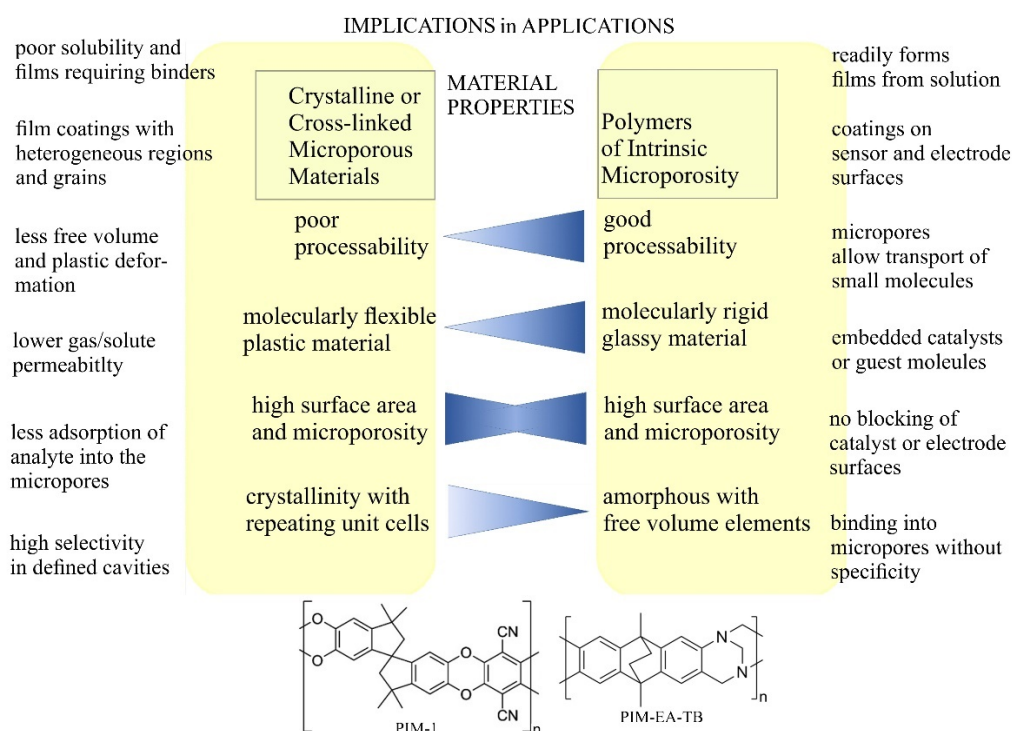 IMPLICATIONS in APPLICATIONS
poor solubility and
films requiring binders
film coatings with
heterogeneous regions
and grains
less free volume
and plastic defor-
mation
lower gas/solute
permeabitlty
less adsorption of
analyte into the
micropores
high selectivity
in defined cavities
Crystalline or
Cross-linked
Microporous
Materials
poor
processability
molecularly flexible
plastic material
high surface area
and microporosity
crystallinity with
repeating unit cells
MATERIAL
PROPERTIES
Polymers
of Intrinsic
Microporosity
good
processability
molecularly rigid
glassy material
high surface area
and microporosity
amorphous with
free volume elements
readily forms
films from solution
coatings on
sensor and electrode
surfaces
micropores
allow transport of
small molecules
embedded catalysts
or guest moleules
no blocking of
catalyst or electrode
surfaces
binding into
micropores without
specificity
O
O
O
O
CN
CN
n
PIM-1
N
N
n
PIM-EA-TB